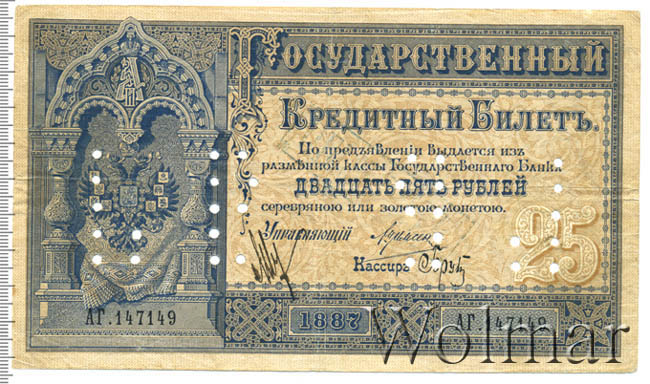 ГОСУДАРСТВЕННЫЙ
КРЕДИТНЫЙ БИЛЕТЪ.
По предъявленіи выдается изъ
размѣнной кассы Государственнаго Банка
ДВАДЦАТЬ ПЯТЬ РУБЛЕЙ
серебряною или золотою монетою.
Управляющій
Кассиръ
25
АГ.147149
1887
АГ.147149
Wolmar